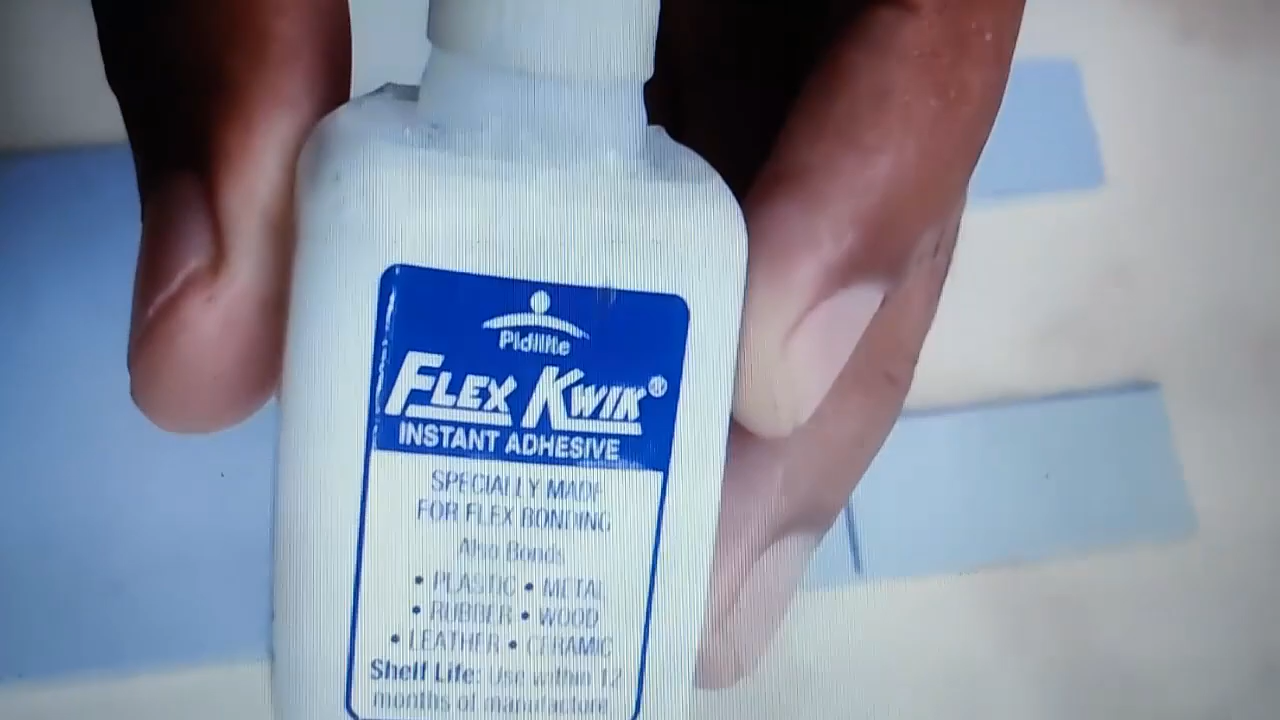 Pidilite
FLEX KWIK®
INSTANT ADHESIVE
SPECIALLY MADE
FOR FLEX BONDING
Also Bonds
• PLASTIC • METAL
• RUBBER • WOOD
• LEATHER • CERAMIC
Shelf Life: Use within 12
months of manufacture